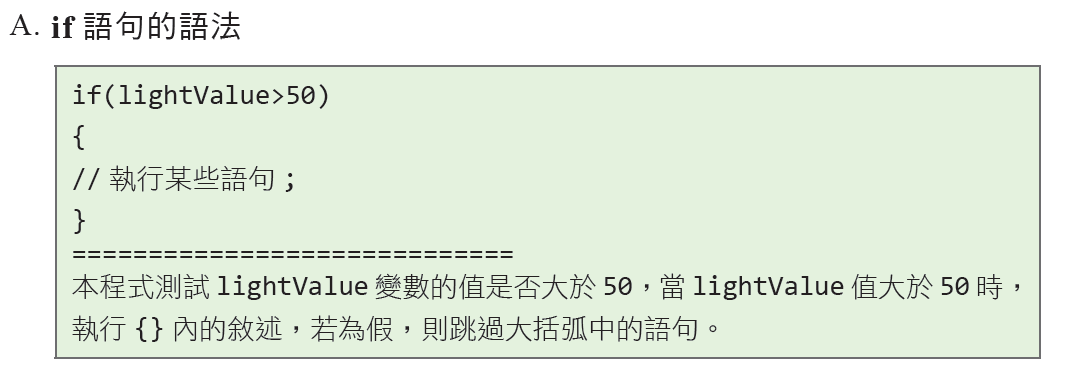 A. if 語句的語法
if(lightValue>50)
{
// 執行某些語句 ;
}
=============================
本程式測試 lightValue 變數的值是否大於 50，當 lightValue 值大於 50 時，
執行 {} 內的敘述，若為假，則跳過大括弧中的語句。